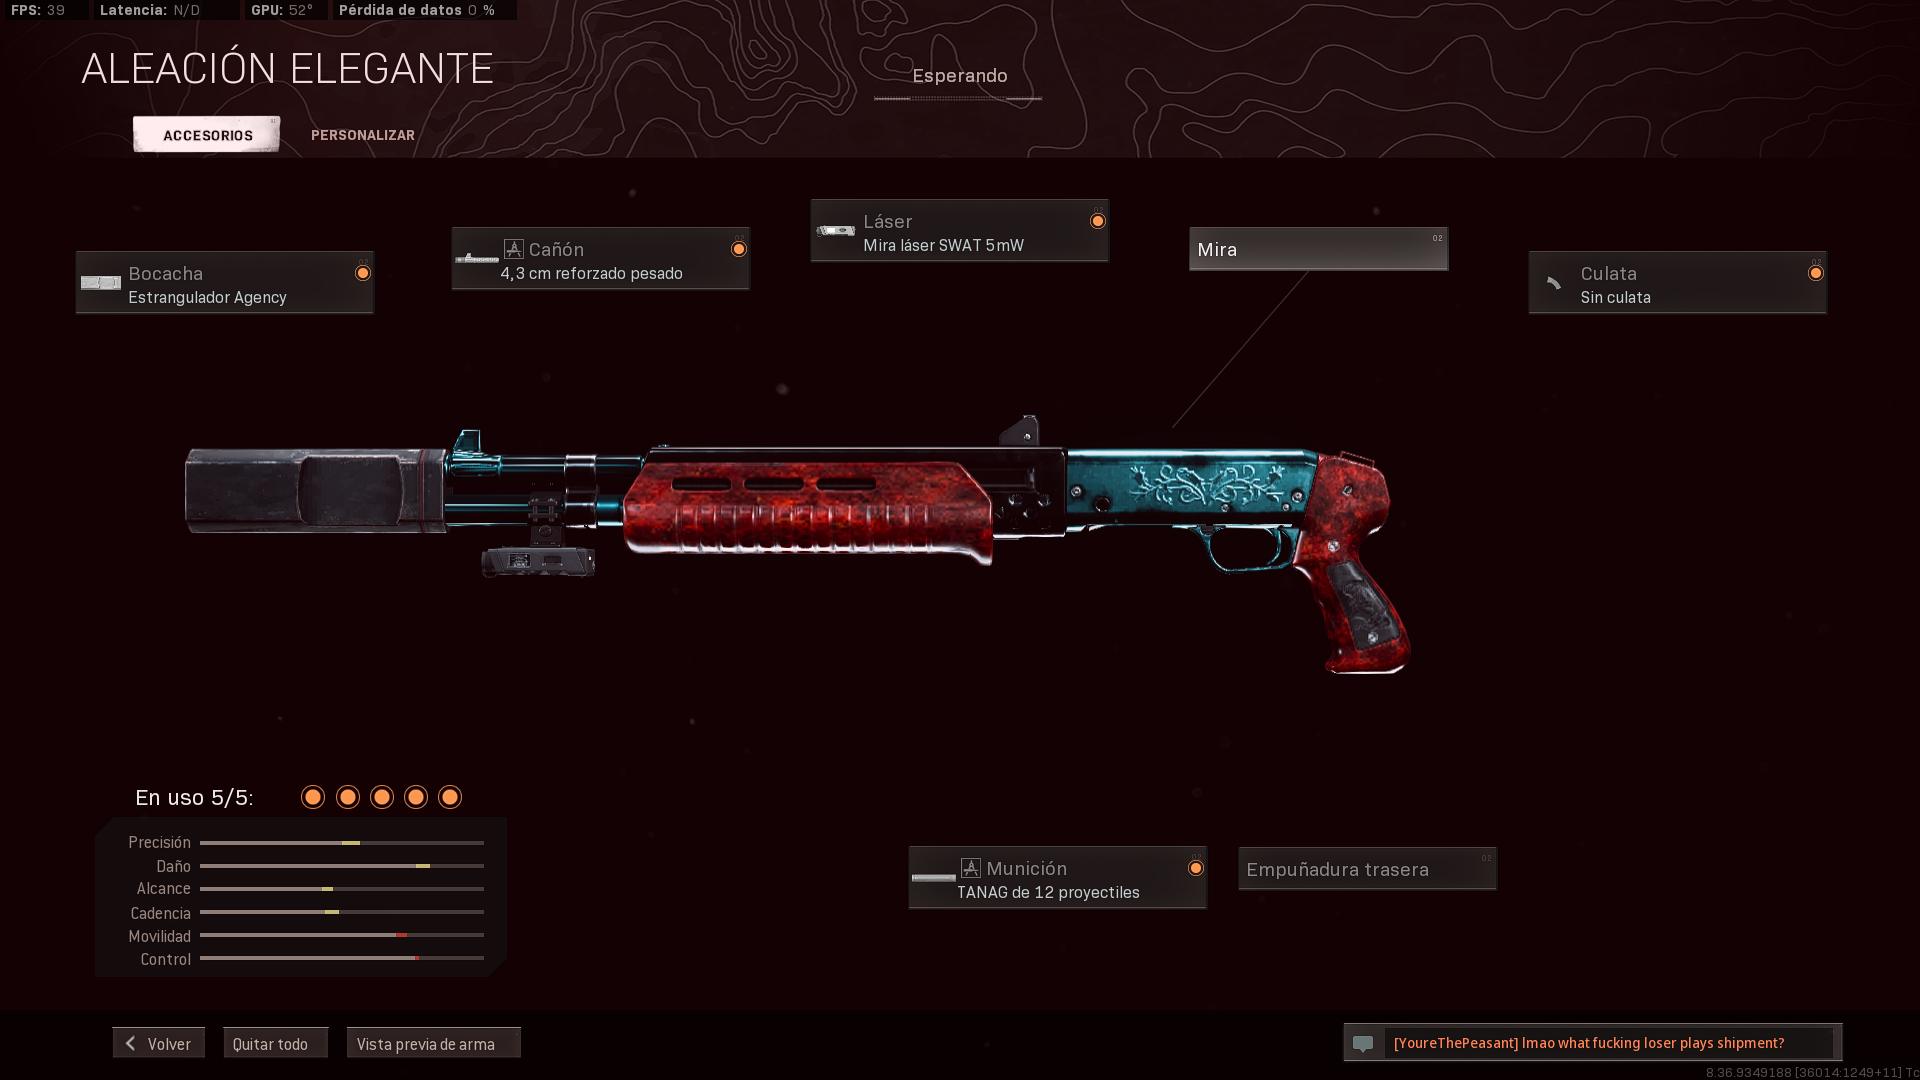 FPS: 39 Latencia: N/D GPU: 52° Pérdida de datos 0 %
ALEACIÓN ELEGANTE
Esperando
ACCESORIOS
PERSONALIZAR
Láser
Mira láser SWAT 5mW
Cañón
4,3 cm reforzado pesado
Mira
Bocacha
Estrangulador Agency
Culata
Sin culata
En uso 5/5:
Precisión
Daño
Alcance
Cadencia
Movilidad
Control
Munición
TANAG de 12 proyectiles
Empuñadura trasera
Volver
Quitar todo
Vista previa de arma
[YoureThePeasant] lmao what fucking loser plays shipment?
8.36.9349188 [36014:1249+11] Tc